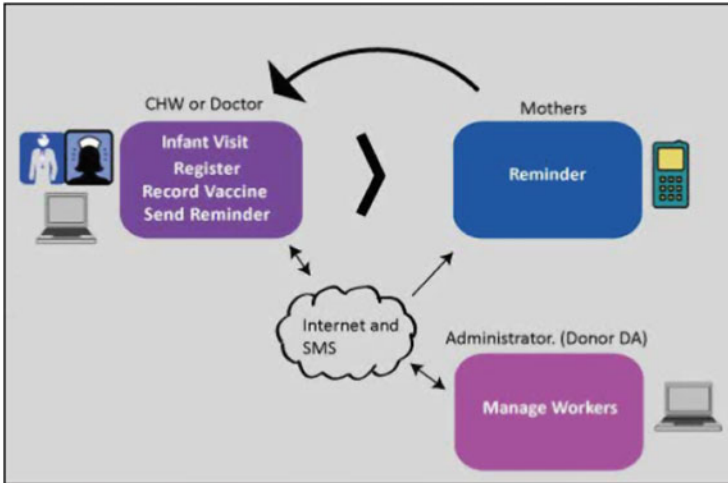 CHW or Doctor
Infant Visit
Register
Record Vaccine
Send Reminder
Mothers
Reminder
Internet and
SMS
Administrator. (Donor DA)
Manage Workers